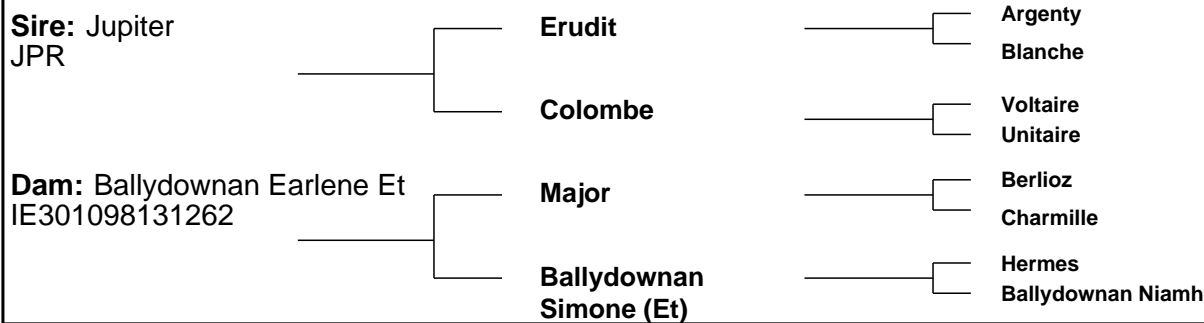 Sire: Jupiter
JPR
Erudit
Argenty
Blanche
Colombe
Voltaire
Unitaire
Dam: Ballydownan Earlene Et
IE301098131262
Major
Berlioz
Charmille
Ballydownan
Simone (Et)
Hermes
Ballydownan Niamh